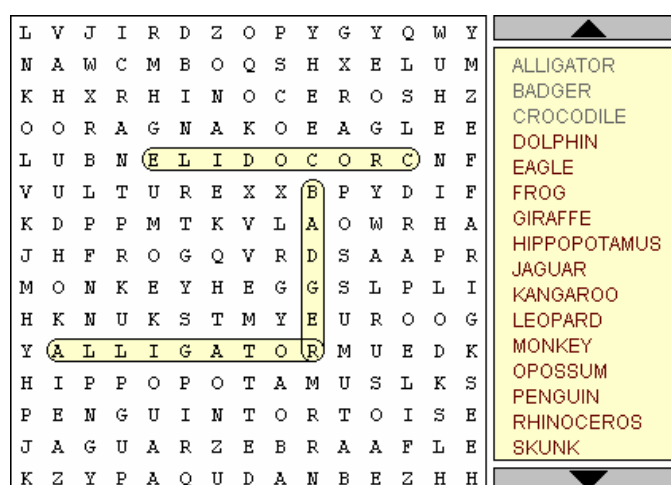 L V J I R D Z O P Y G Y Q W Y
N A W C M B O Q S H X E L U M
K H X R H I N O C E R O S H Z
O O R A G N A K O E A G L E E
L U B N E L I D O C O R C N F
V U L T U R E X X B P Y D I F
K D P P M T K V L A O W R H A
J H F R O G Q V R D S A A P R
M O N K E Y H E G G S L P L I
H K N U K S T M Y E U R O O G
Y A L L I G A T O R M U E D K
H I P P O P O T A M U S L K S
P E N G U I N T O R T O I S E
J A G U A R Z E B R A A F L E
K Z Y P A Q U D A N B E Z H H
ALLIGATOR
BADGER
CROCODILE
DOLPHIN
EAGLE
FROG
GIRAFFE
HIPPOPOTAMUS
JAGUAR
KANGAROO
LEOPARD
MONKEY
OPOSSUM
PENGUIN
RHINOCEROS
SKUNK